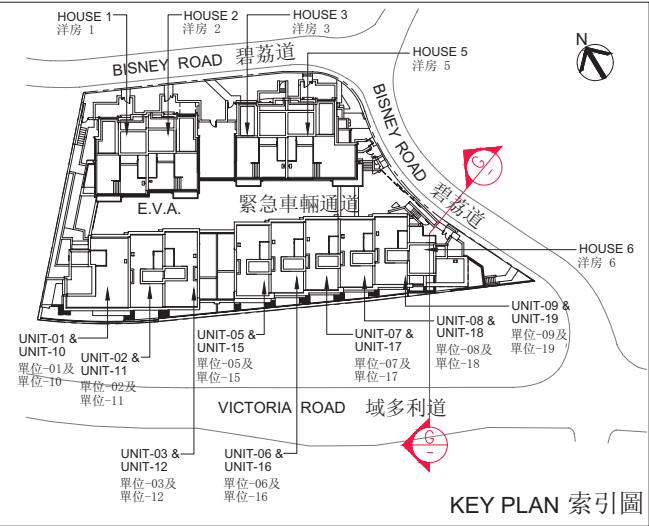 HOUSE 1
洋房 1
HOUSE 2
洋房 2
HOUSE 3
洋房 3
HOUSE 5
洋房 5
N
BISNEY ROAD 碧荔道
BISNEY ROAD 碧荔道
G
-
E.V.A. 緊急車輛通道
HOUSE 6
洋房 6
UNIT-01 &
UNIT-10
單位-01及
單位-10
UNIT-02 &
UNIT-11
單位-02及
單位-11
UNIT-03 &
UNIT-12
單位-03及
單位-12
UNIT-05 &
UNIT-15
單位-05及
單位-15
UNIT-06 &
UNIT-16
單位-06及
單位-16
UNIT-07 &
UNIT-17
單位-07及
單位-17
UNIT-08 &
UNIT-18
單位-08及
單位-18
UNIT-09 &
UNIT-19
單位-09及
單位-19
VICTORIA ROAD 域多利道
G
-
KEY PLAN 索引圖